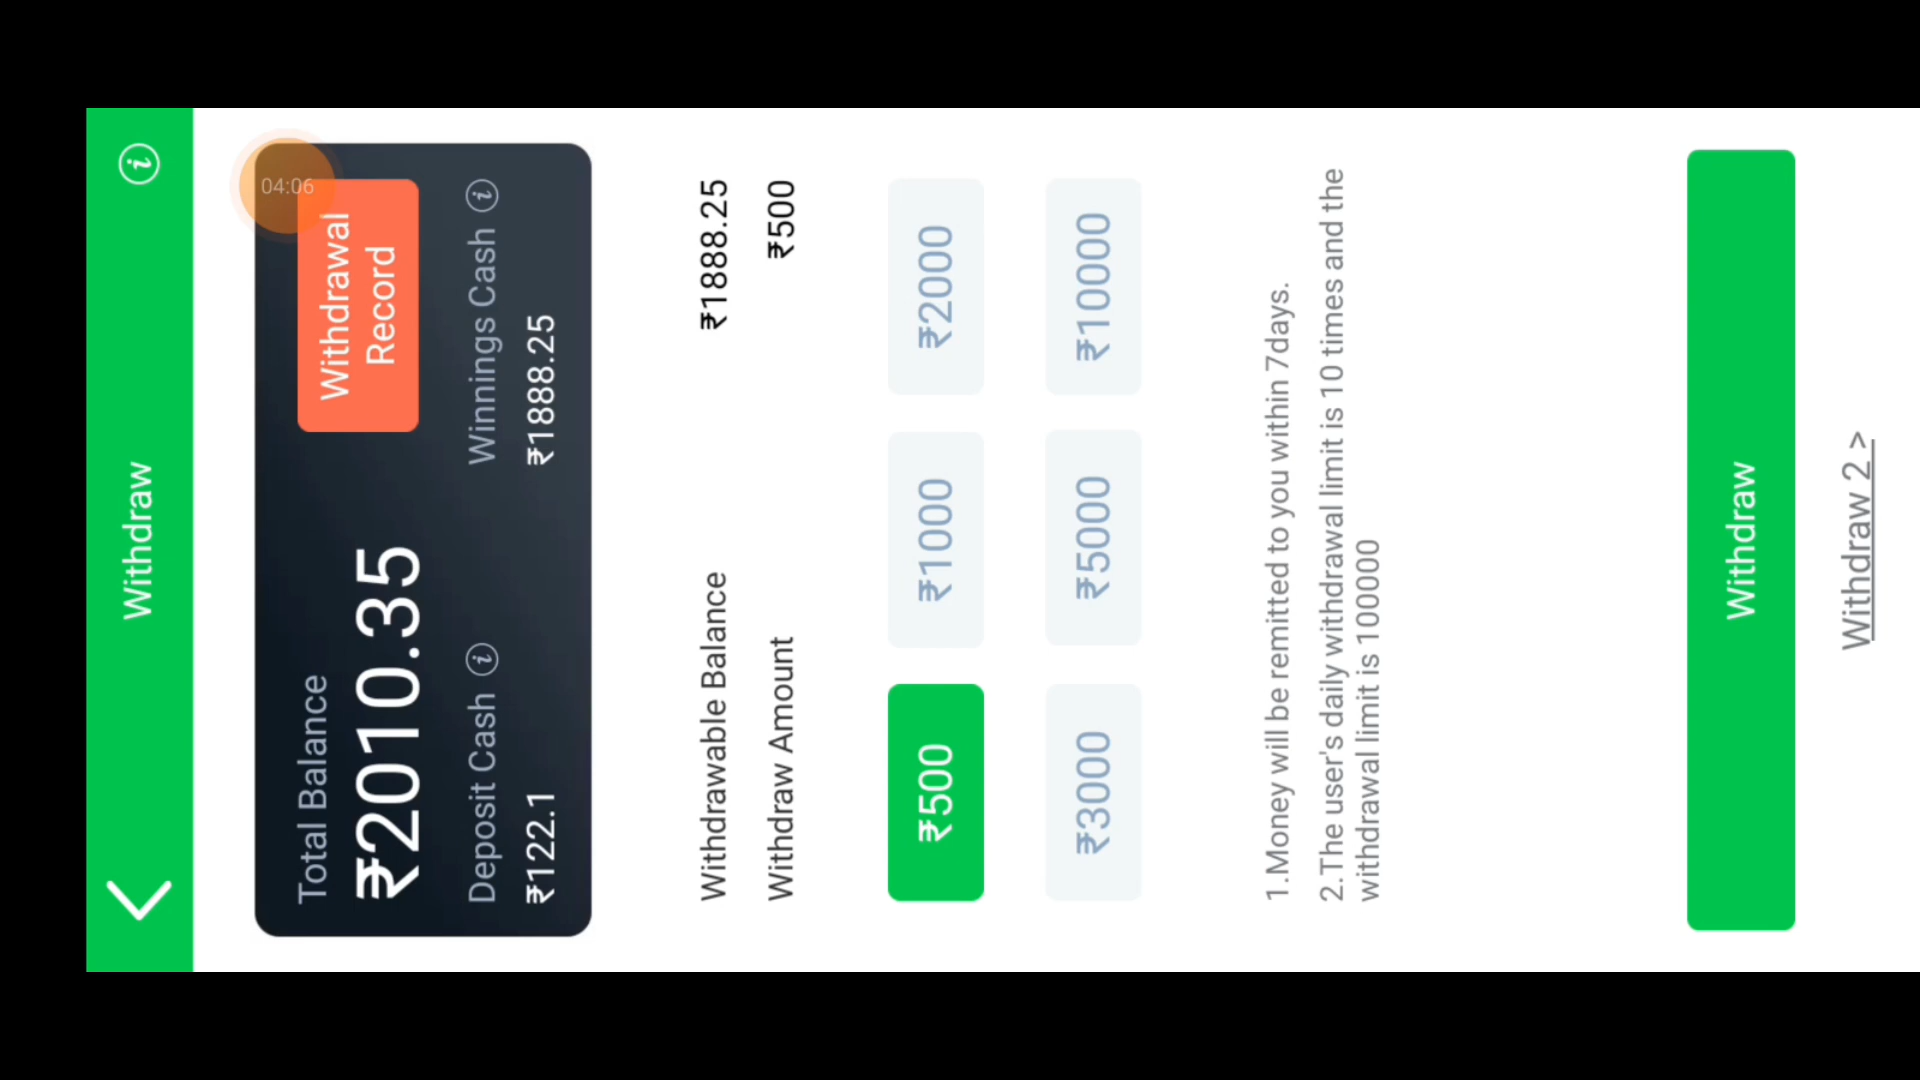 Withdraw
04:06
Total Balance
Withdrawal
Record
₹2010.35
Deposit Cash
Winnings Cash
₹122.1
₹1888.25
Withdrawable Balance
₹1888.25
Withdraw Amount
₹500
₹500
₹1000
₹2000
₹3000
₹5000
₹10000
1.Money will be remitted to you within 7days.
2.The user's daily withdrawal limit is 10 times and the
withdrawal limit is 100000
Withdraw
Withdraw 2 >